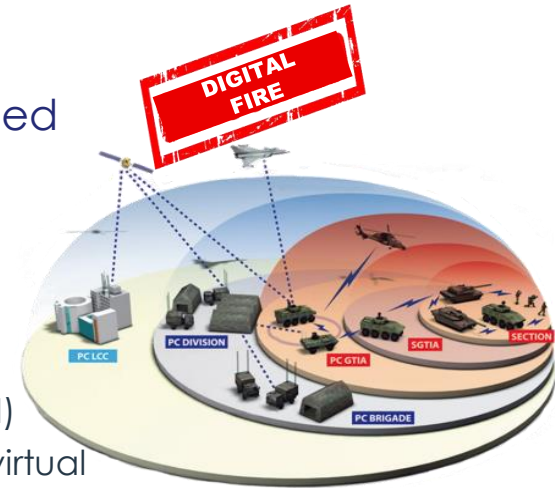 DIGITAL
FIRE
ed
PC LCC
PC DIVISION
PC GTIA
SGTIA
SECTION
PC BRIGADE
)
virtual